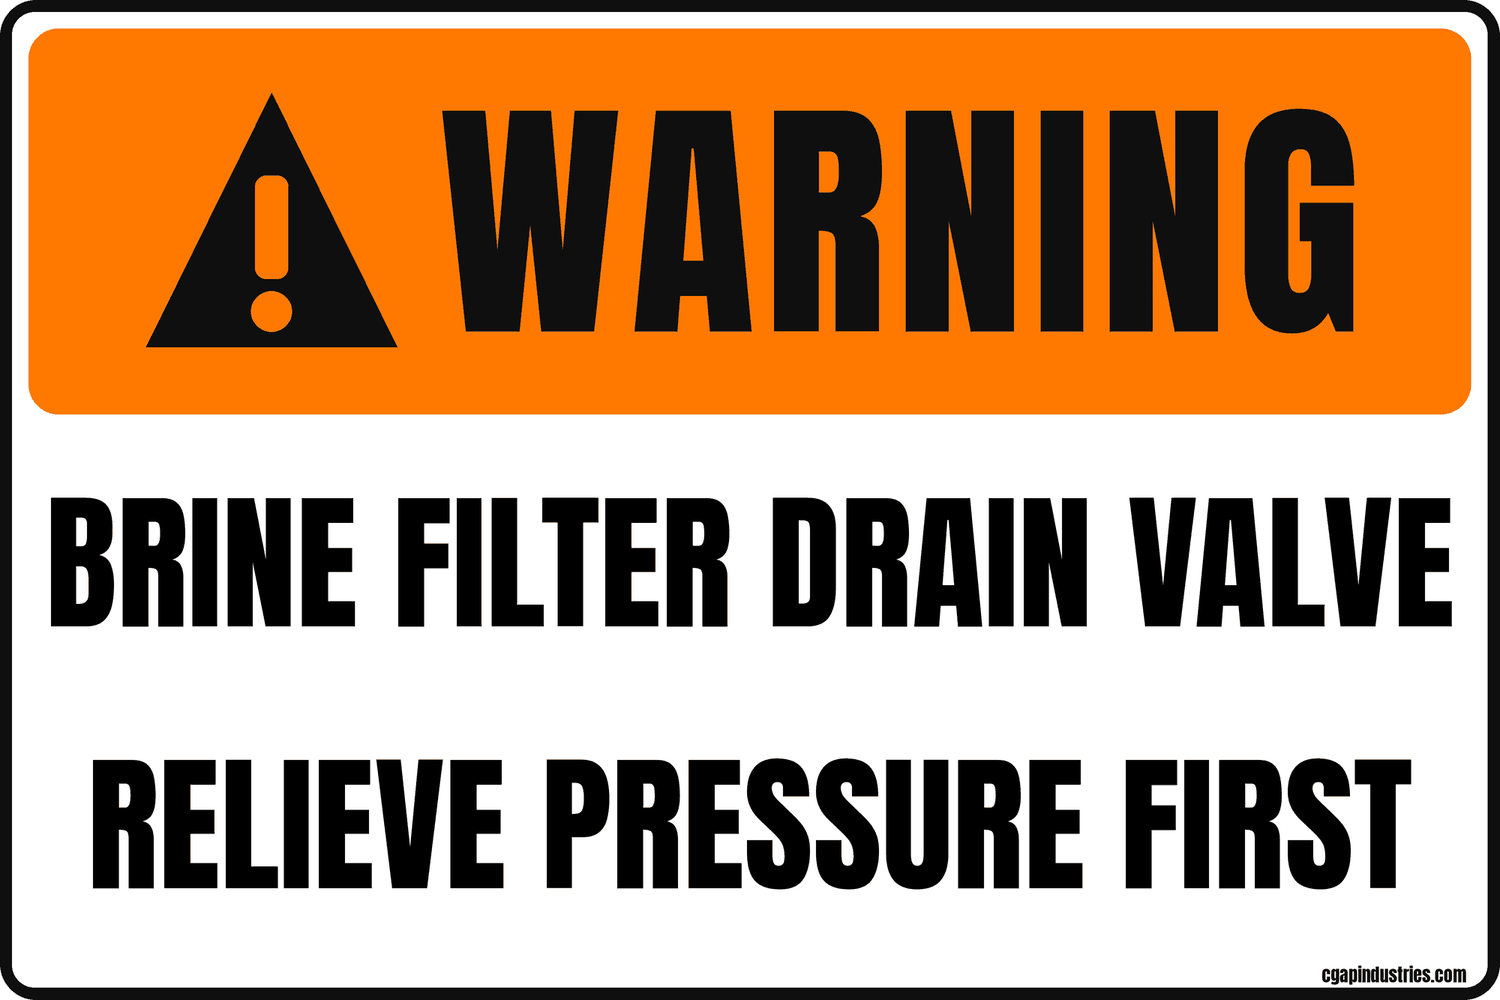 WARNING
BRINE FILTER DRAIN VALVE
RELIEVE PRESSURE FIRST
cgapindustries.com